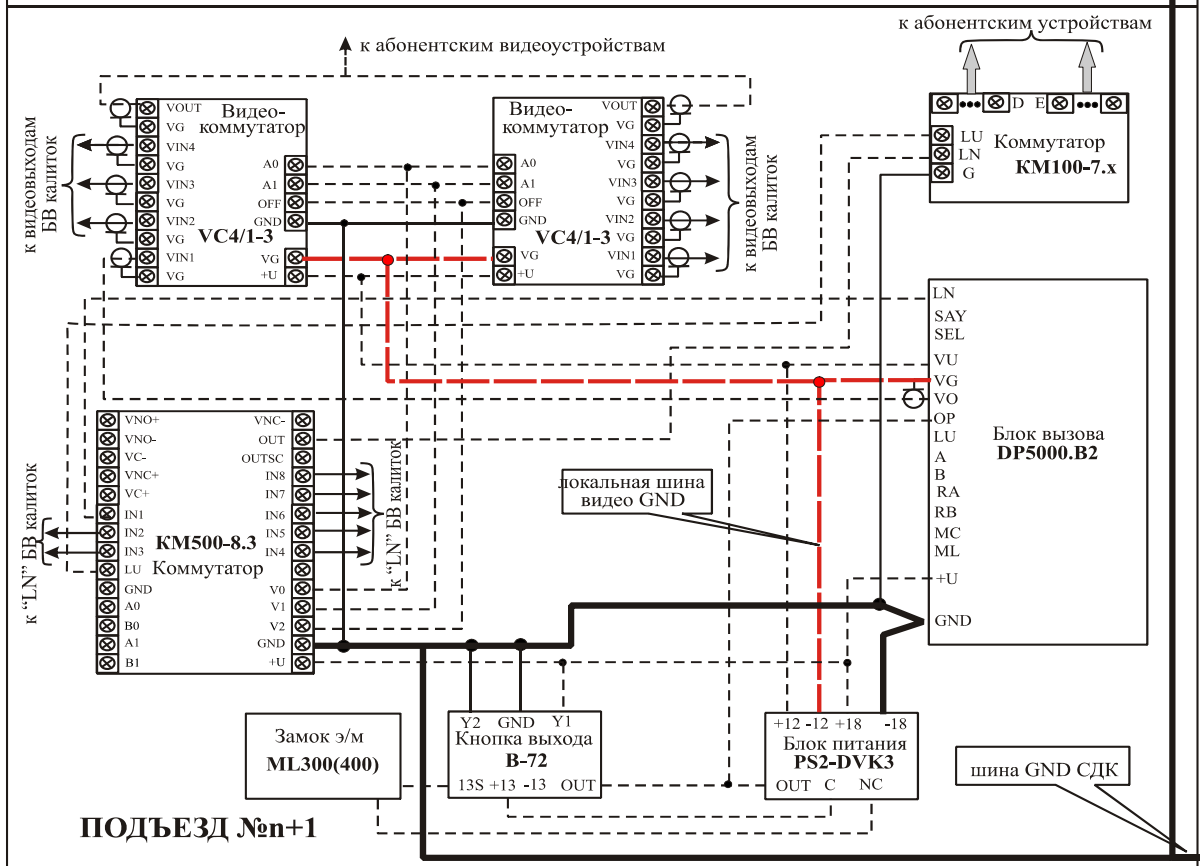 к абонентским устройствам
к абонентским видеоустройствам
VOUT
VG
VIN4
VG
VIN3
VG
VIN2
VG
VIN1
VG
Видео-
коммутатор
A0
A1
OFF
GND
VC4/1-3
VG
+U
к видеовыходам
БВ калиток
Видео-
коммутатор
A0
A1
OFF
GND
VC4/1-3
VG
+U
VOUT
VG
VIN4
VG
VIN3
VG
VIN2
VG
VIN1
VG
к видеовыходам
БВ калиток
D E
LU
LN
G
Коммутатор
КМ100-7.x
LN
SAY
SEL
VU
VG
VO
OP
LU
A
B
RA
RB
MC
ML
+U
GND
Блок вызова
DP5000.B2
VNO+
VNO-
VC-
VNC+
VC+
IN1
IN2
IN3
LU
GND
A0
B0
A1
B1
КМ500-8.3
Коммутатор
VNC-
OUT
OUTSC
IN8
IN7
IN6
IN5
IN4
V0
V1
V2
GND
+U
к “LN” БВ калиток
к “LN” БВ калиток
локальная шина
видео GND
Замок э/м
ML300(400)
Y2 GND Y1
Кнопка выхода
B-72
13S +13 -13 OUT
+12 -12 +18 -18
Блок питания
PS2-DVK3
OUT C NC
шина GND СДК
ПОДЪЕЗД №n+1